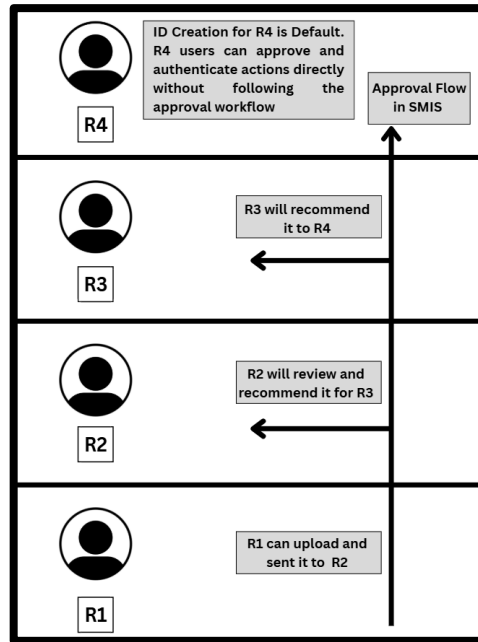 ID Creation for R4 is Default.
R4 users can approve and
authenticate actions directly
without following the
approval workflow
R4
Approval Flow
in SMIS
R3 will recommend
it to R4
R3
R2 will review and
recommend it for R3
R2
R1 can upload and
sent it to R2
R1